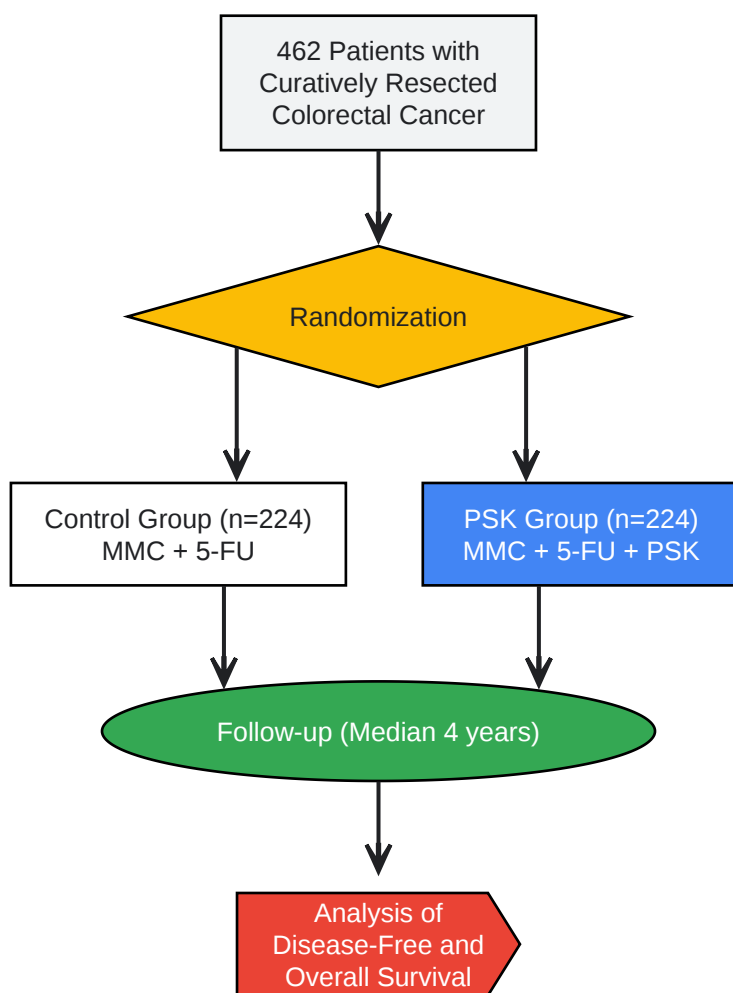 462 Patients with
Curatively Resected
Colorectal Cancer
Randomization
Control Group (n=224)
MMC + 5-FU
PSK Group (n=224)
MMC + 5-FU + PSK
Follow-up (Median 4 years)
Analysis of
Disease-Free and
Overall Survival